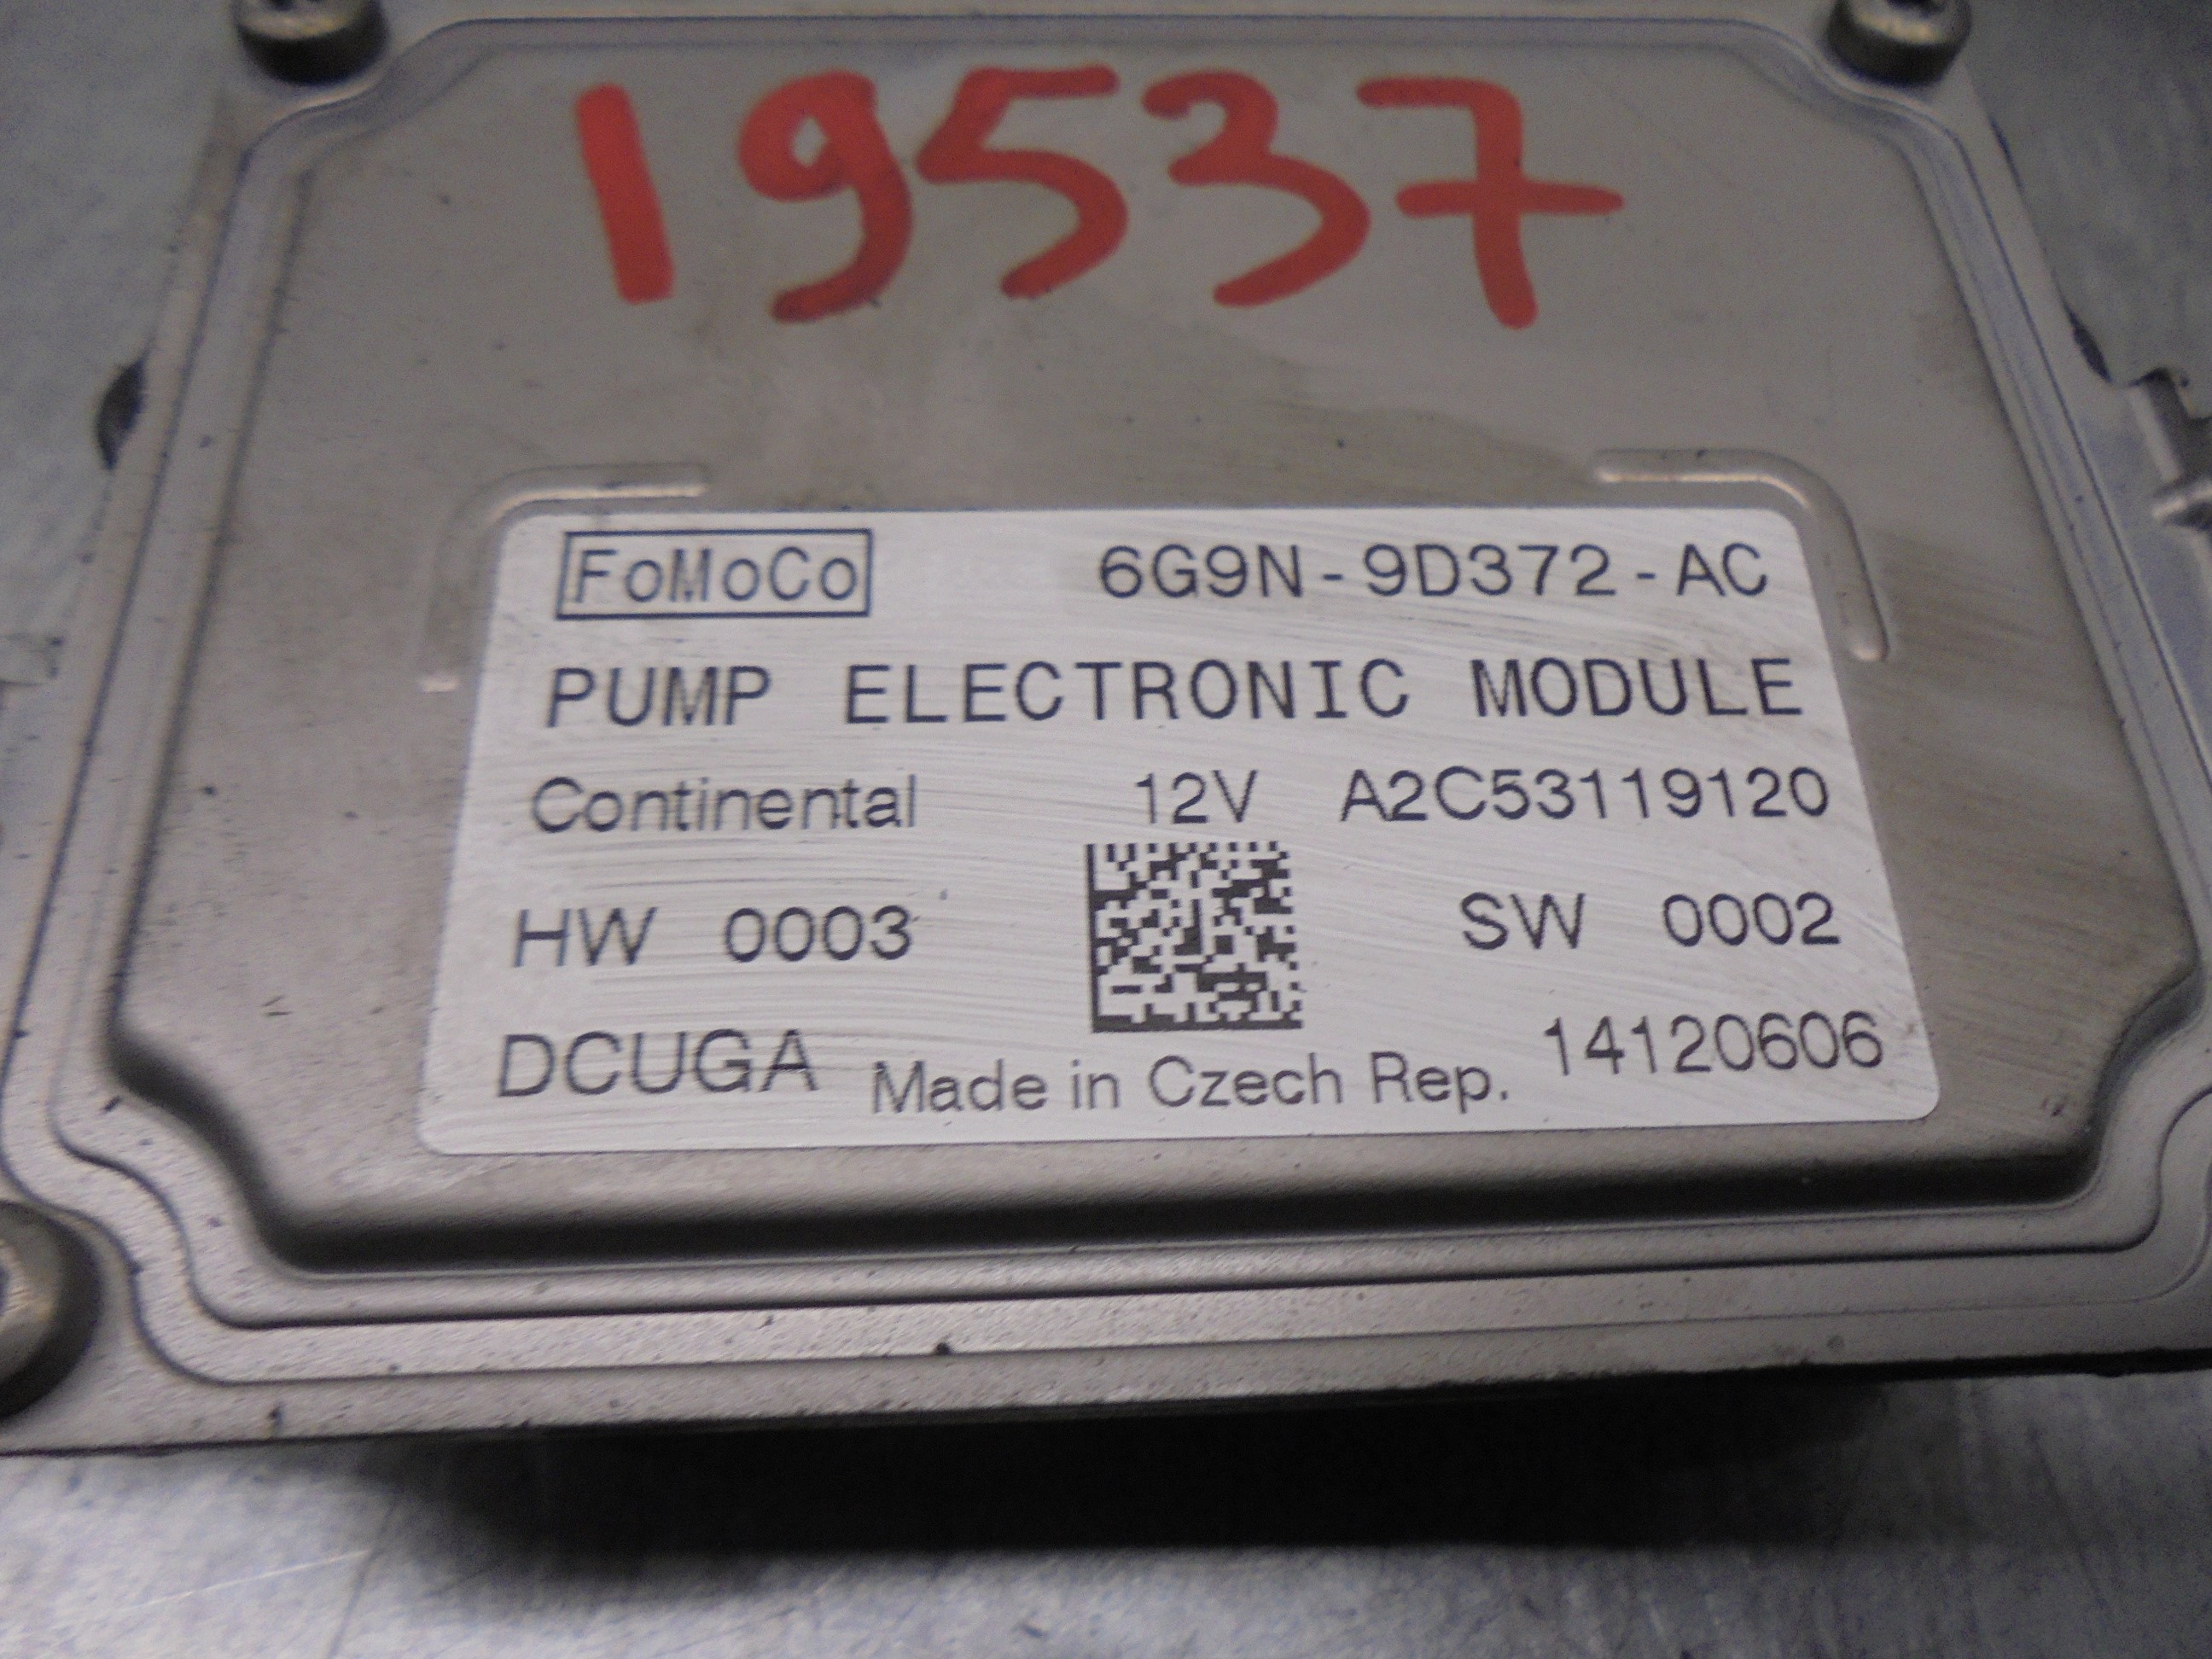 19537
FoMoCo 6G9N-9D372-AC
PUMP ELECTRONIC MODULE
Continental 12V A2C53119120
HW 0003 SW 0002
DCUGA Made in Czech Rep. 14120606